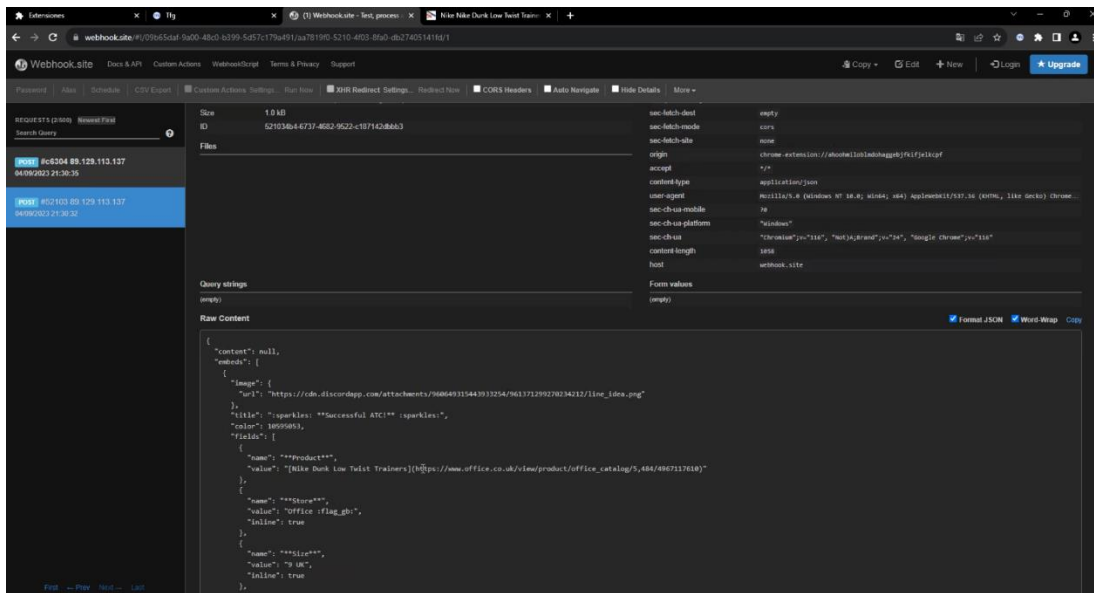 Extensiones
Tfg
(1) Webhook.site - Test, process
Nike Nike Dunk Low Twist Traine
webhook.site/#!/09b65daf-9a00-48c0-b399-5d57c179a491/aa7819f0-5210-4f03-8fa0-db27405141fd/1
Webhook.site Docs & API Custom Actions WebhookScript Terms & Privacy Support Copy Edit New Login Upgrade
Password Alias Schedule CSV Export Custom Actions Settings... Run Now XHR Redirect Settings... Redirect Now CORS Headers Auto Navigate Hide Details More
REQUESTS (2/500) Newest First
Search Query
POST #c6304 89.129.113.137
04/09/2023 21:30:35
POST #52103 89.129.113.137
04/09/2023 21:30:32
First ← Prev Next → Last
Size 1.0 kB
ID 521034b4-6737-4682-9522-c187142dbbb3
Files
sec-fetch-dest empty
sec-fetch-mode cors
sec-fetch-site none
origin chrome-extension://
accept */*
content-type application/json
user-agent Mozilla/5.0 (Windows NT 10.0; Win64; x64) AppleWebKit/537.36 (KHTML, like Gecko) Chrome...
sec-ch-ua-mobile ?0
sec-ch-ua-platform "Windows"
sec-ch-ua "Chromium";v="116", "Not)A;Brand";v="24", "Google Chrome";v="116"
content-length 1058
host webhook.site
Query strings
(empty)
Form values
(empty)
Raw Content
Format JSON Word-Wrap Copy
{
"content": null,
"embeds": [
{
"image": {
"url": "https://cdn.discordapp.com/attachments/960649315443933254/961371299270234212/line_idea.png"
},
"title": ":sparkles: **Successful ATC!** :sparkles:",
"color": 10595053,
"fields": [
{
"name": "**Product**",
"value": "[Nike Dunk Low Twist Trainers](https://www.office.co.uk/view/product/office_catalog/5,484/4967117610)"
},
{
"name": "**Store**",
"value": "Office :flag_gb:",
"inline": true
},
{
"name": "**Size**",
"value": "9 UK",
"inline": true
},